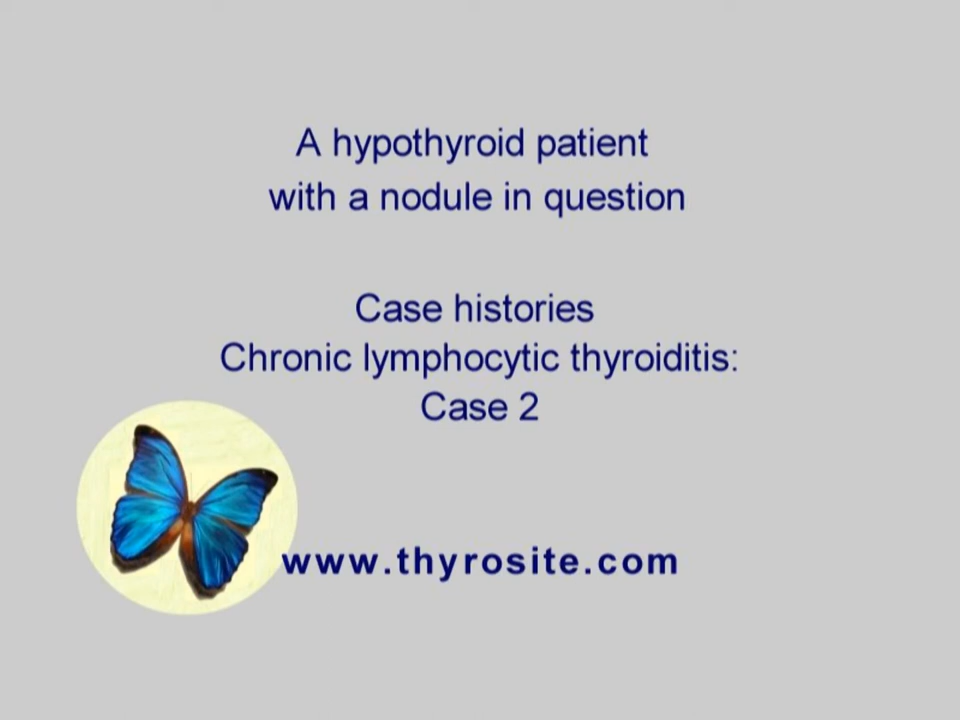 A hypothyroid patient
with a nodule in question
Case histories
Chronic lymphocytic thyroiditis:
Case 2
www.thyrosite.com